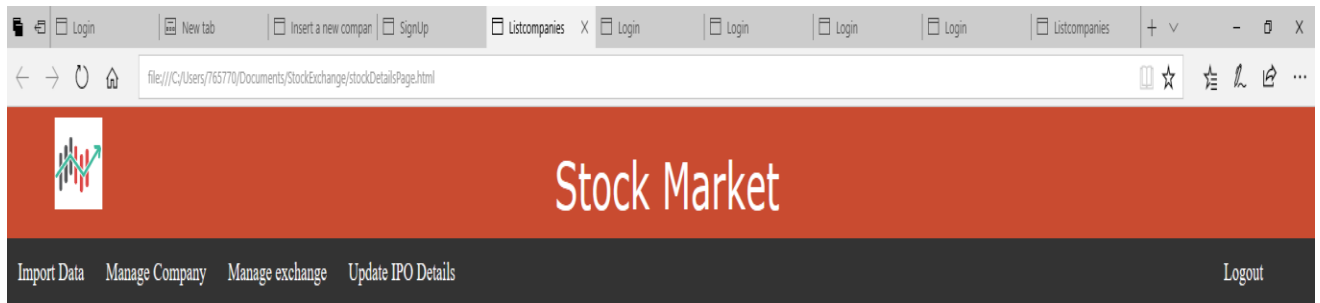 Login New tab Insert a new compan SignUp Listcompanies Login Login Login Login Listcompanies
file:///C:/Users/765770/Documents/StockExchange/stockDetailsPage.html
Stock Market
Import Data Manage Company Manage exchange Update IPO Details Logout